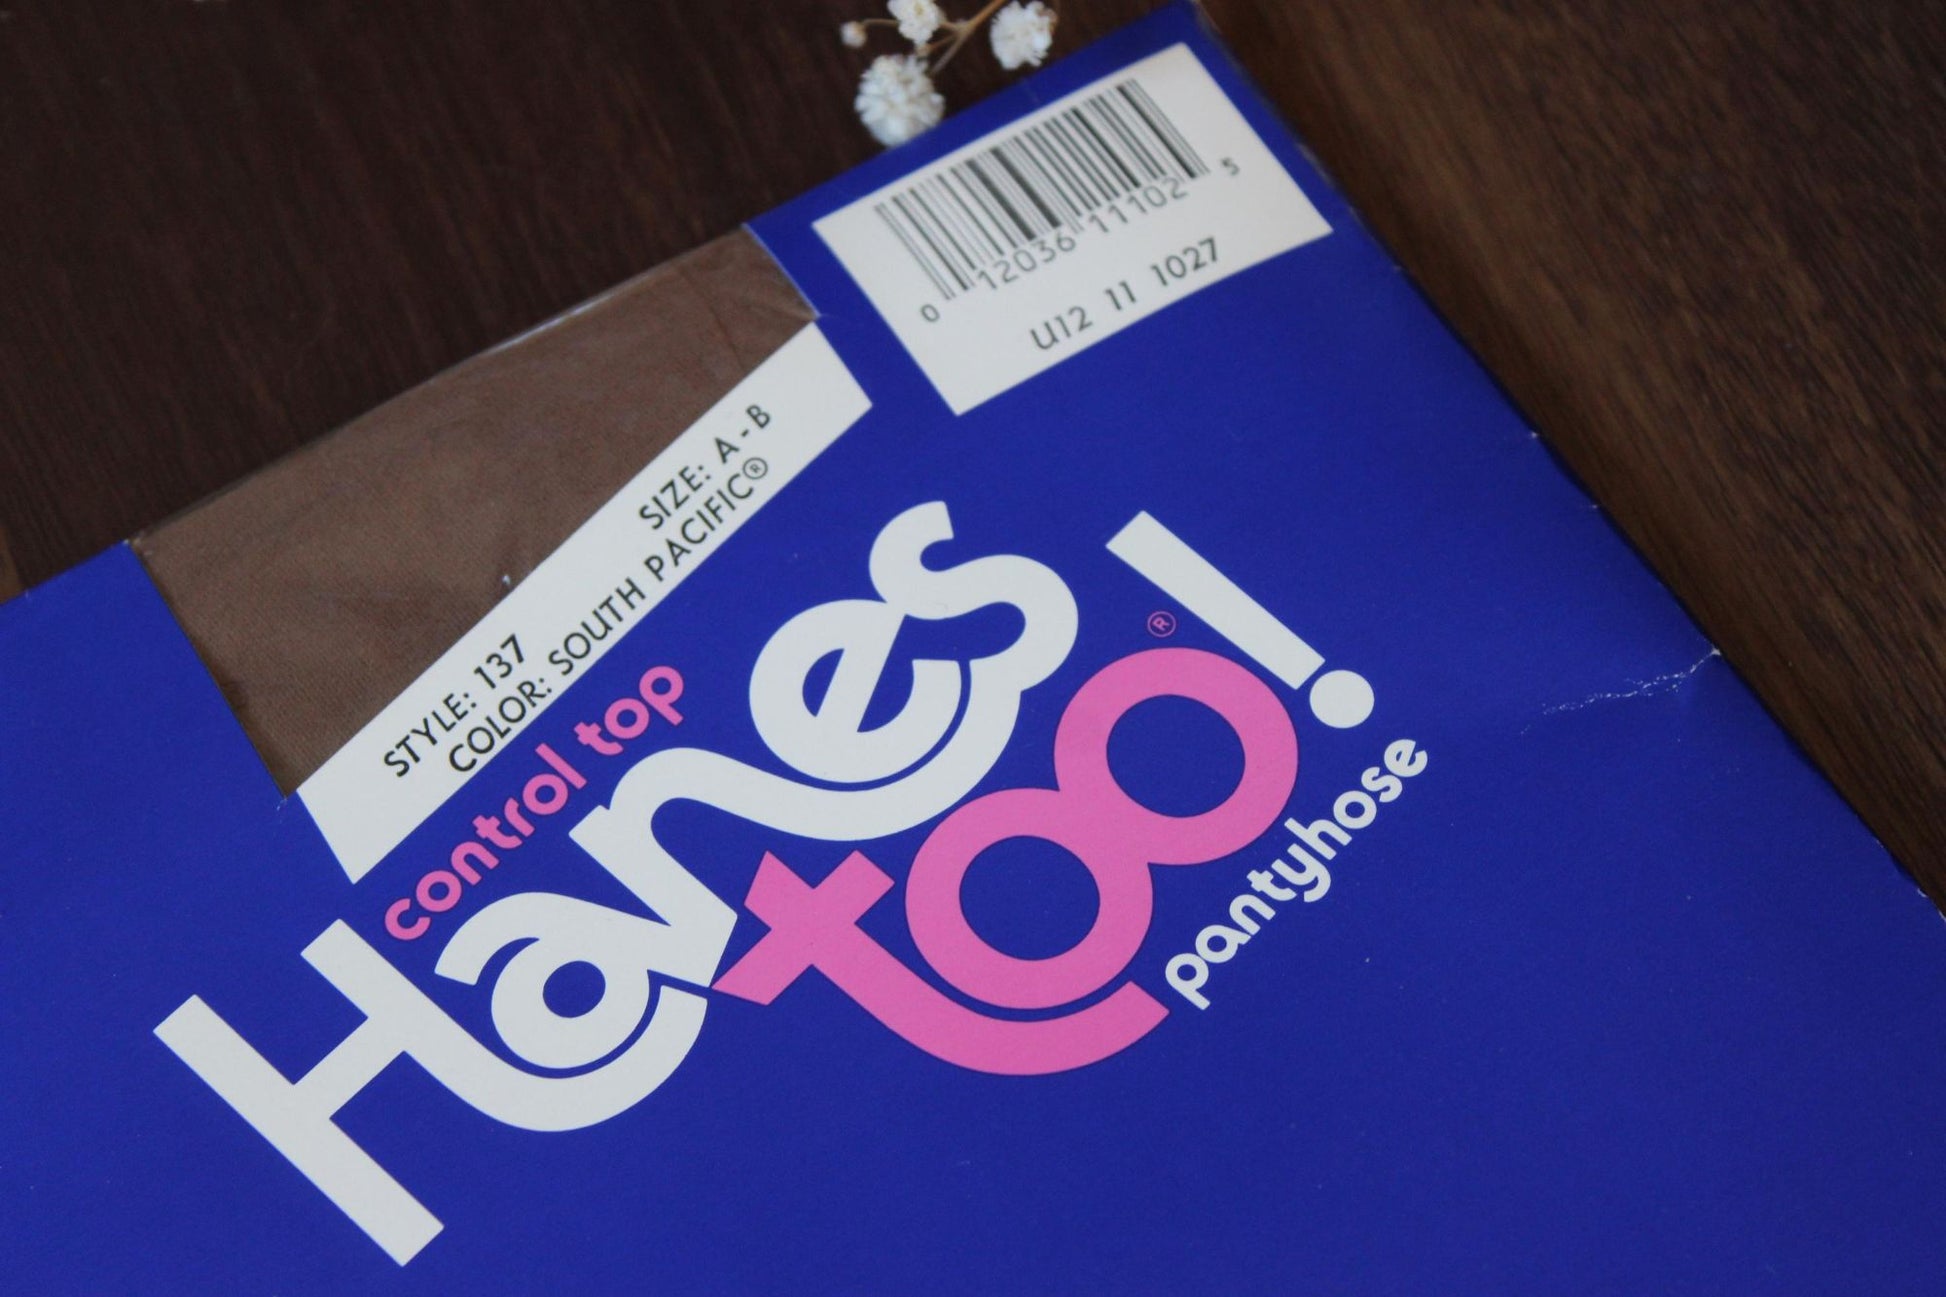 0 12036 11102 5
U12 11 1027
SIZE: A - B
STYLE: 137
COLOR: SOUTH PACIFIC®
control top
Hanes
too!®
pantyhose